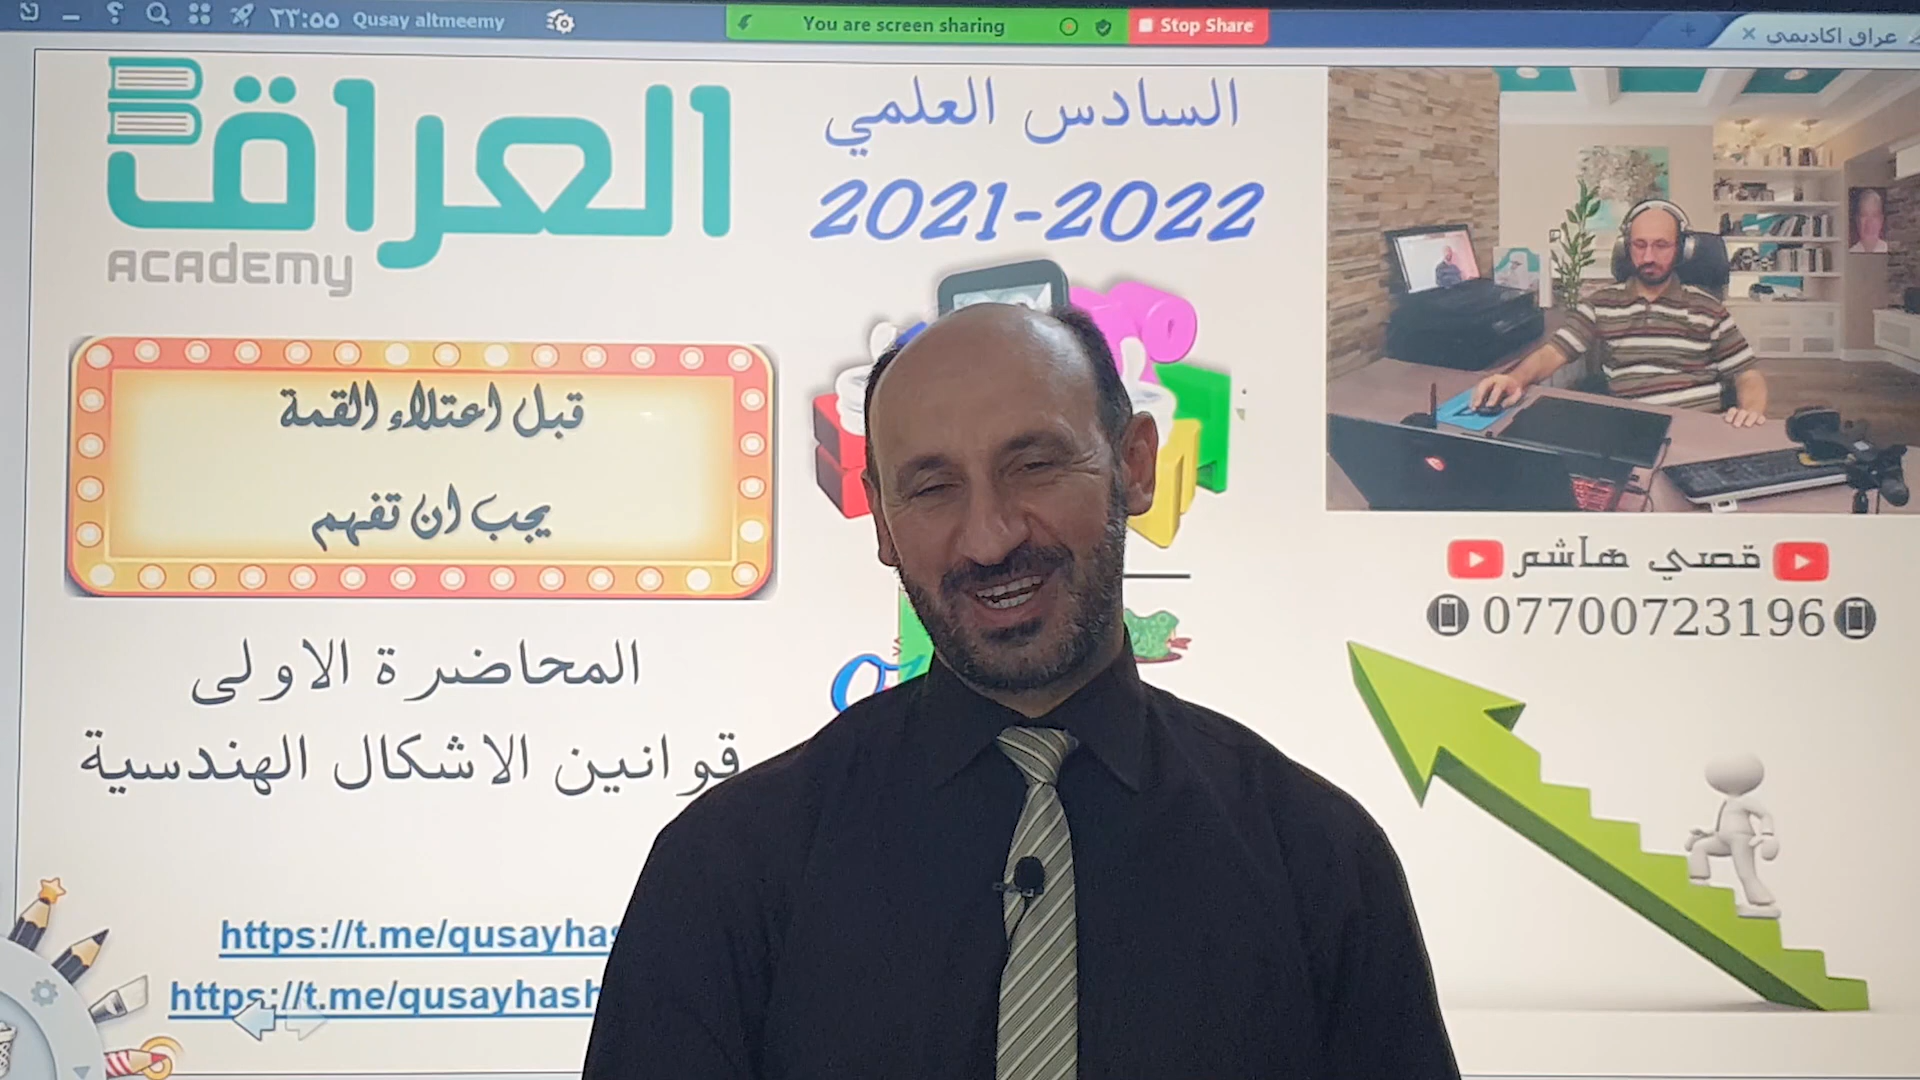 ٢٣:٥٥ Qusay altmeemy
You are screen sharing
Stop Share
عراق اكاديمي
العراق
ACADEMY
السادس العلمي
2021-2022
قبل اعتلاء القمة
يجب ان تفهم
قصي هاشم
07700723196
المحاضرة الاولى
قوانين الاشكال الهندسية
https://t.me/qusayhas
https://t.me/qusayhash